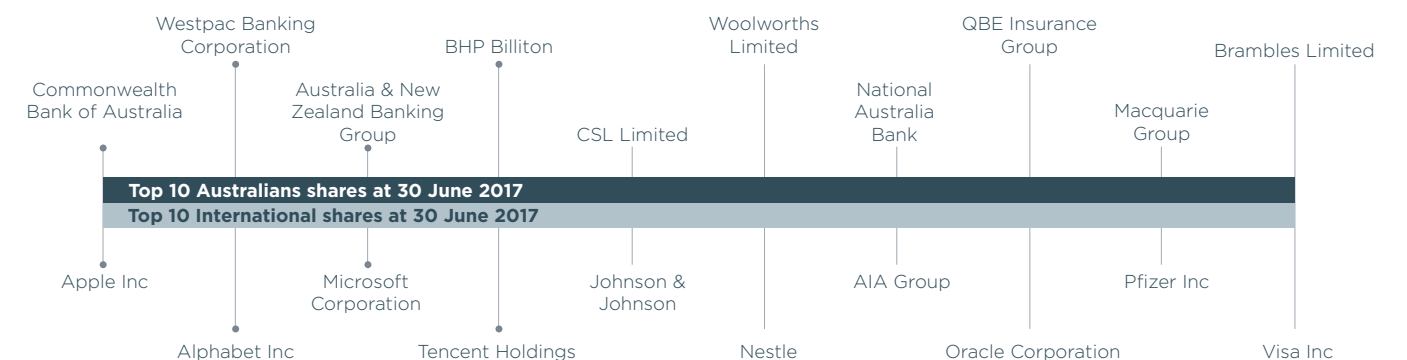 Commonwealth
Bank of Australia
Westpac Banking
Corporation
Australia & New
Zealand Banking
Group
BHP Billiton
CSL Limited
Woolworths
Limited
National
Australia
Bank
QBE Insurance
Group
Macquarie
Group
Brambles Limited
Top 10 Australians shares at 30 June 2017
Top 10 International shares at 30 June 2017
Apple Inc
Alphabet Inc
Microsoft
Corporation
Tencent Holdings
Johnson &
Johnson
Nestle
AIA Group
Oracle Corporation
Pfizer Inc
Visa Inc